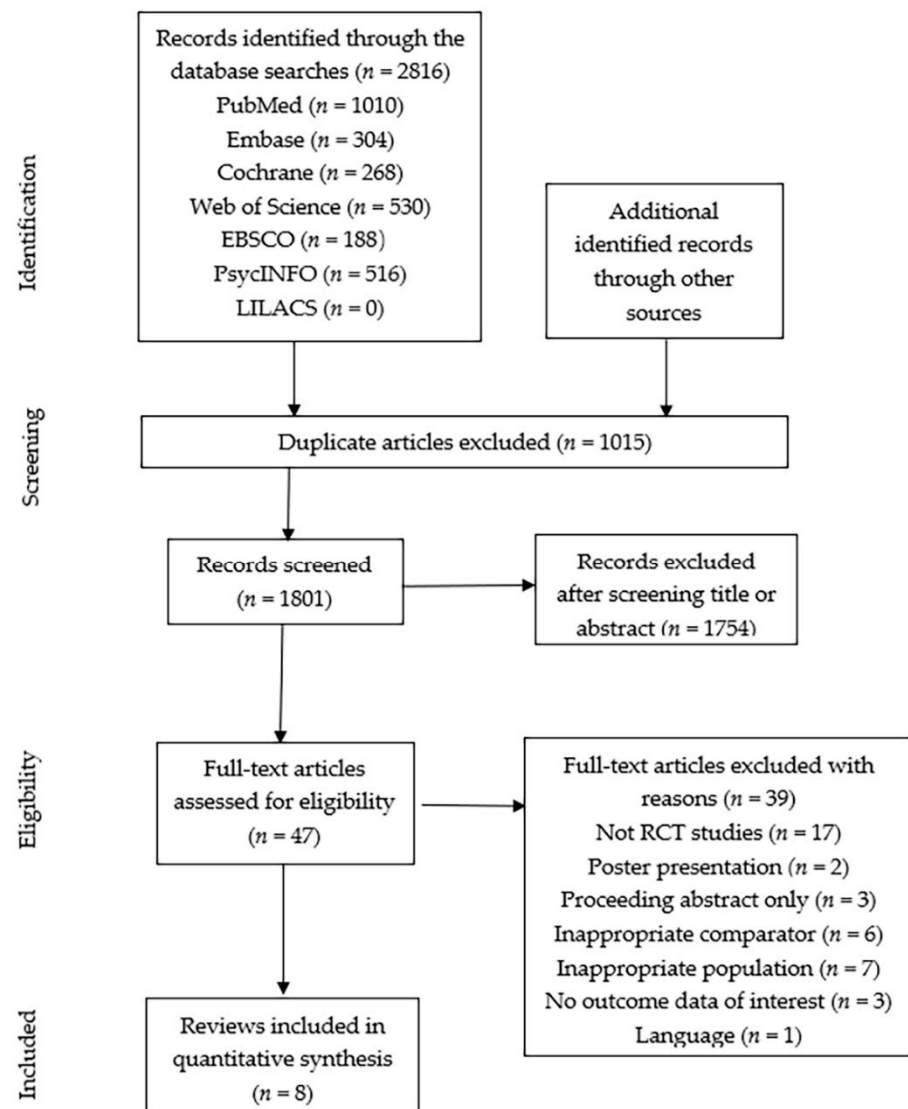 Identification
Records identified through the
database searches (n = 2816)
PubMed (n = 1010)
Embase (n = 304)
Cochrane (n = 268)
Web of Science (n = 530)
EBSCO (n = 188)
PsycINFO (n = 516)
LILACS (n = 0)
Additional
identified records
through other
sources
Screening
Duplicate articles excluded (n = 1015)
Records screened
(n = 1801)
Records excluded
after screening title or
abstract (n = 1754)
Eligibility
Full-text articles
assessed for eligibility
(n = 47)
Full-text articles excluded with
reasons (n = 39)
Not RCT studies (n = 17)
Poster presentation (n = 2)
Proceeding abstract only (n = 3)
Inappropriate comparator (n = 6)
Inappropriate population (n = 7)
No outcome data of interest (n = 3)
Language (n = 1)
Included
Reviews included in
quantitative synthesis
(n = 8)